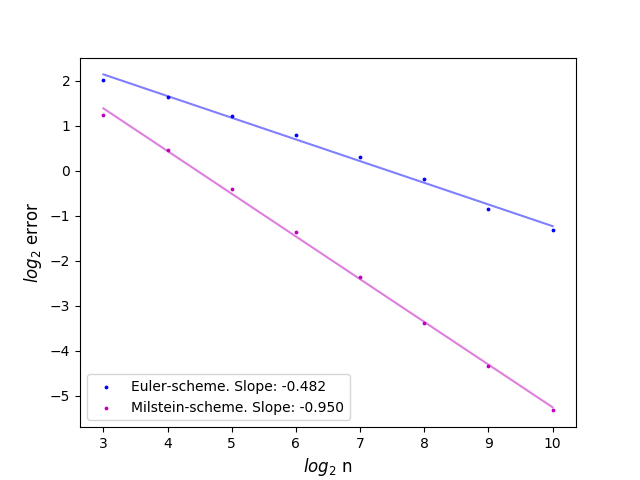 2
1
0
−1
−2
−3
−4
−5
log₂ error
Euler-scheme. Slope: -0.482
Milstein-scheme. Slope: -0.950
3 4 5 6 7 8 9 10
log₂ n